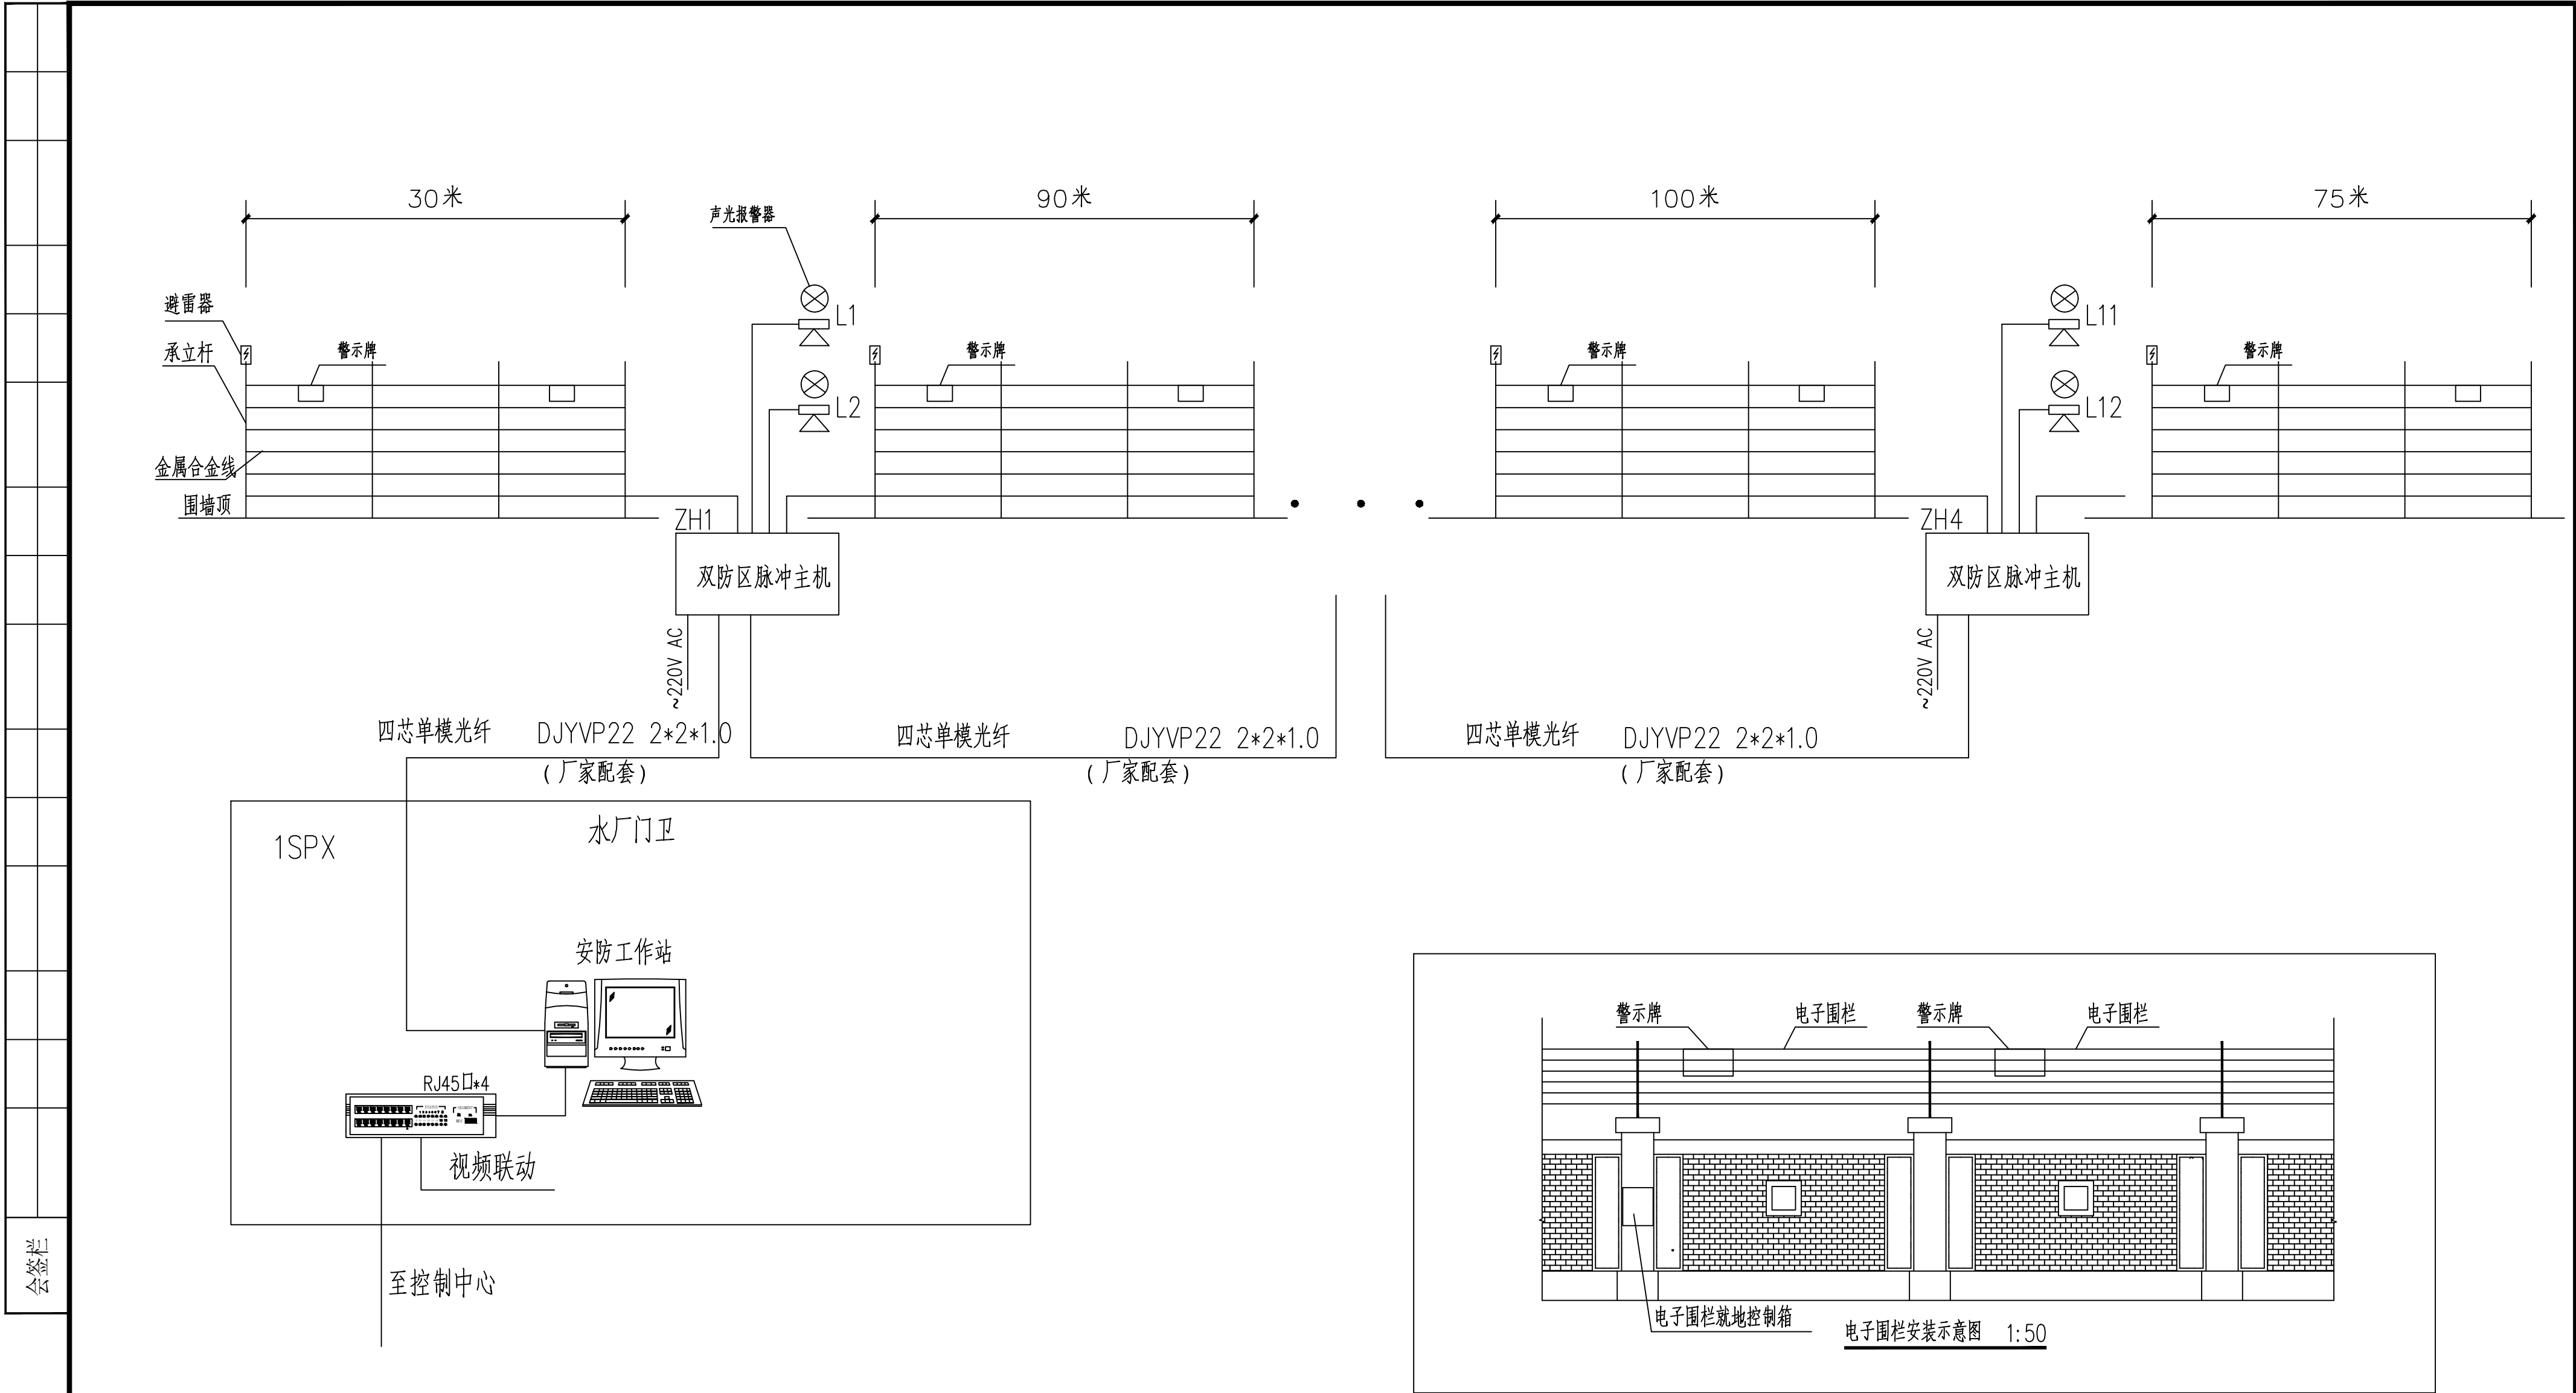 30米
90米
100米
75米
声光报警器
避雷器
L1
L11
承立杆
警示牌
警示牌
警示牌
警示牌
L2
L12
金属合金线
围墙顶
ZH1
ZH4
双防区脉冲主机
双防区脉冲主机
~220V AC
~220V AC
四芯单模光纤 DJYVP22 2*2*1.0
(厂家配套)
四芯单模光纤 DJYVP22 2*2*1.0
(厂家配套)
四芯单模光纤 DJYVP22 2*2*1.0
(厂家配套)
水厂门卫
1SPX
安防工作站
RJ45口*4
视频联动
至控制中心
警示牌
电子围栏
警示牌
电子围栏
电子围栏就地控制箱
电子围栏安装示意图 1:50
会签栏